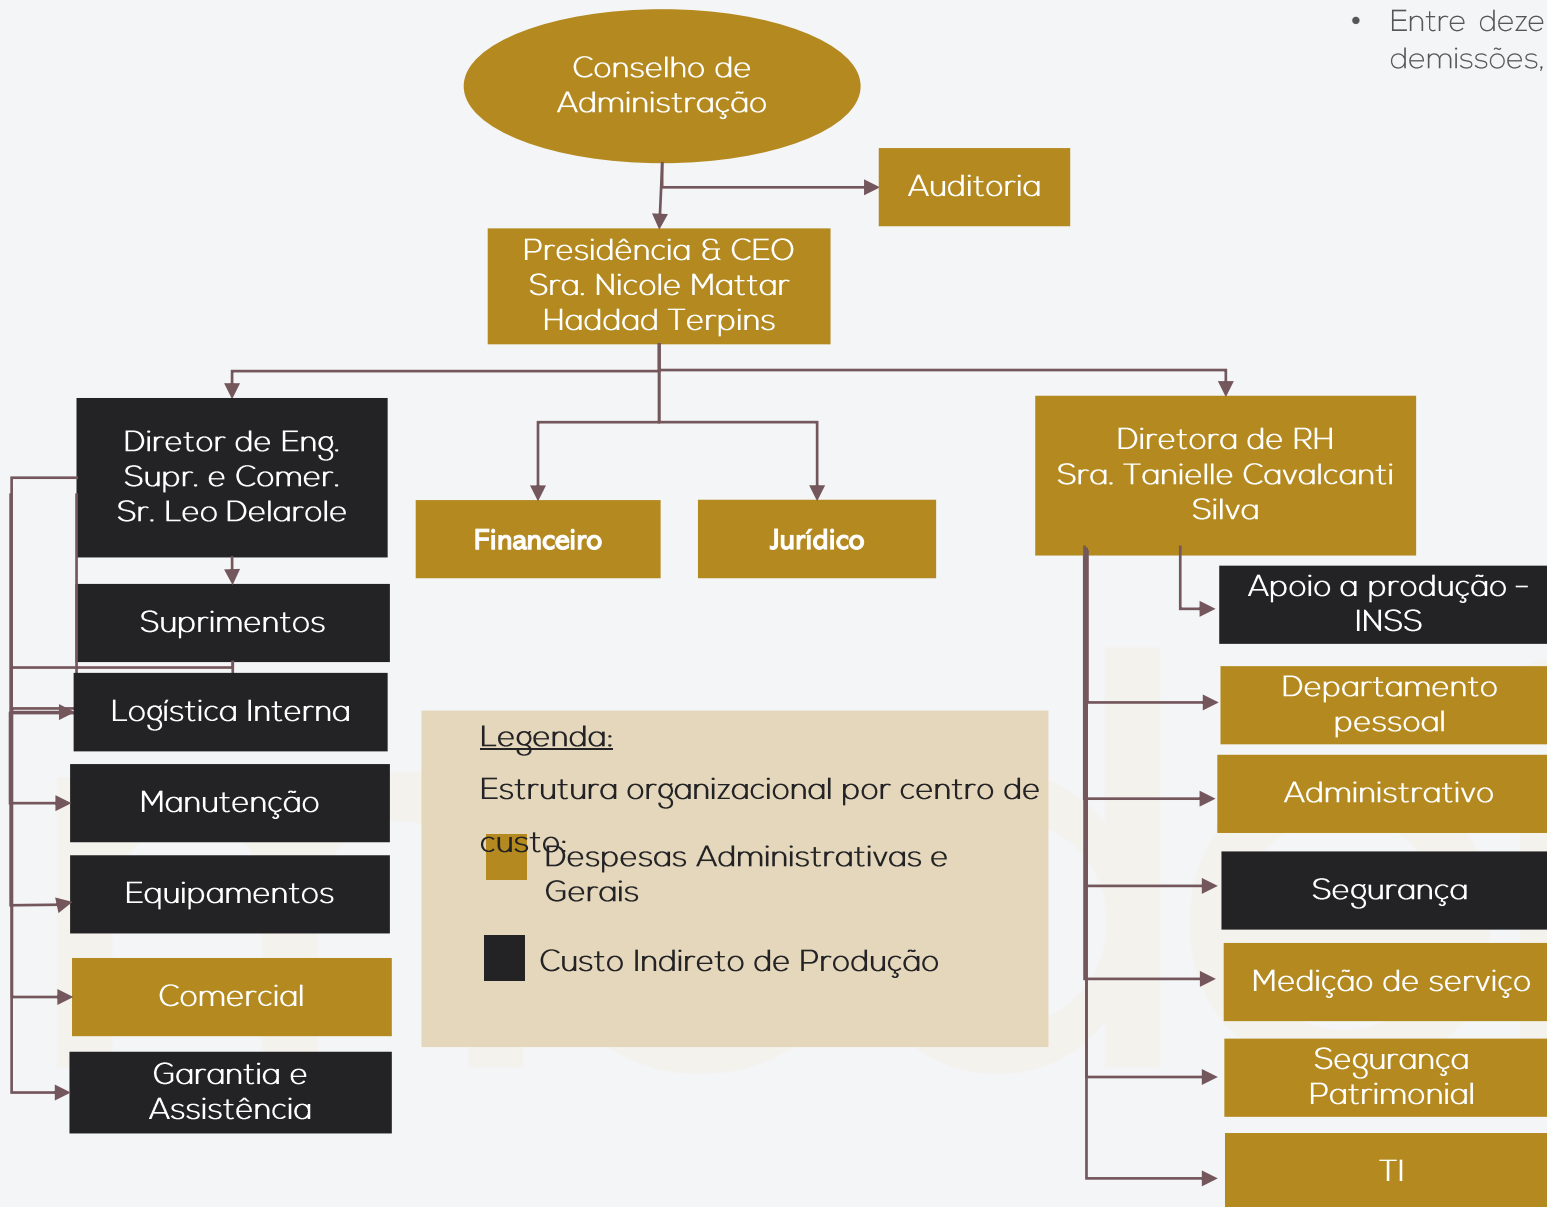 • Entre deze
demissões,
Conselho de
Administração
Auditoria
Presidência & CEO
Sra. Nicole Mattar
Haddad Terpins
Diretor de Eng.
Supr. e Comer.
Sr. Leo Delarole
Financeiro
Jurídico
Diretora de RH
Sra. Tanielle Cavalcanti
Silva
Suprimentos
Logística Interna
Manutenção
Equipamentos
Comercial
Garantia e
Assistência
Legenda:
Estrutura organizacional por centro de
custo:
Despesas Administrativas e
Gerais
Custo Indireto de Produção
Apoio a produção –
INSS
Departamento
pessoal
Administrativo
Segurança
Medição de serviço
Segurança
Patrimonial
TI